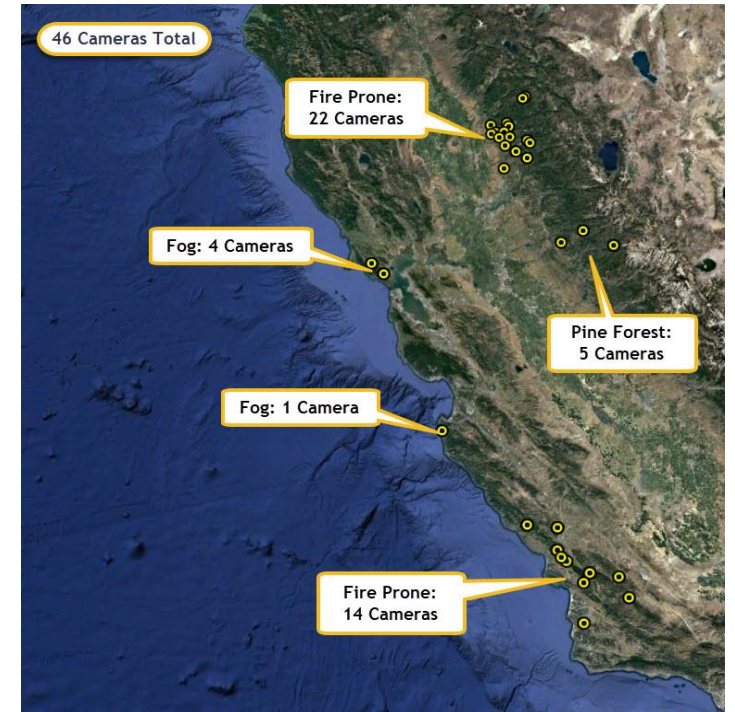 46 Cameras Total
Fire Prone:
22 Cameras
Fog: 4 Cameras
Pine Forest:
5 Cameras
Fog: 1 Camera
Fire Prone:
14 Cameras